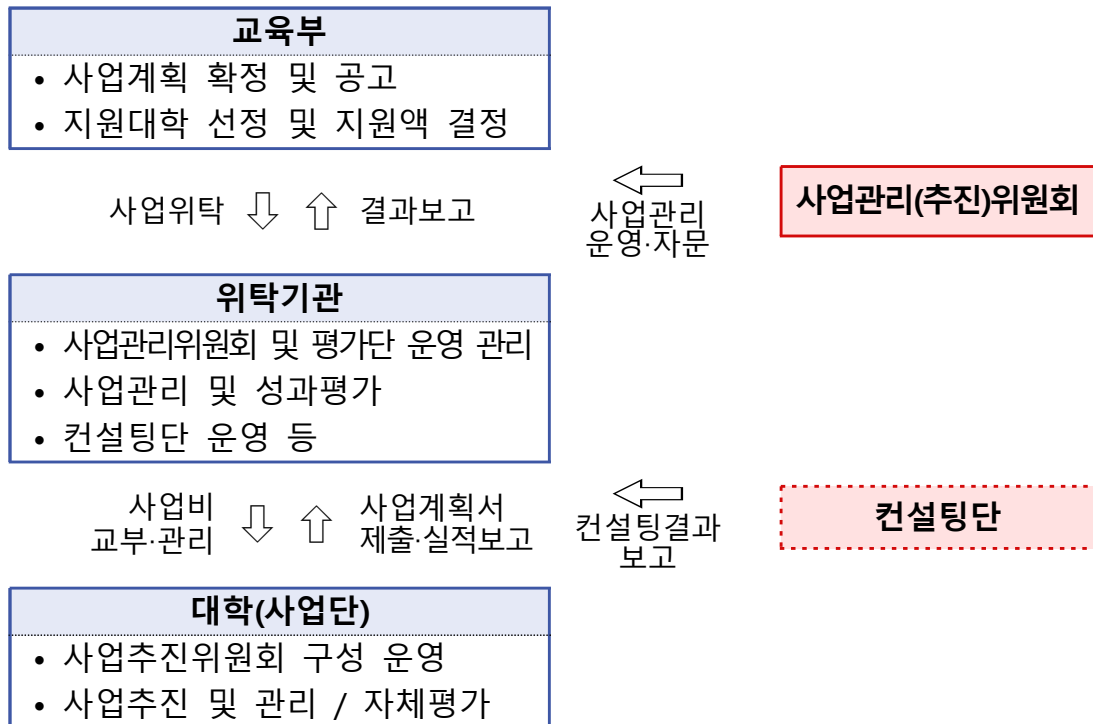 교육부
• 사업계획 확정 및 공고
• 지원대학 선정 및 지원액 결정
사업위탁 ⇩ ⇧ 결과보고
⇦
사업관리
운영·자문
사업관리(추진)위원회
위탁기관
• 사업관리위원회 및 평가단 운영 관리
• 사업관리 및 성과평가
• 컨설팅단 운영 등
사업비
교부·관리
⇩ ⇧
사업계획서
제출·실적보고
⇦
컨설팅결과
보고
컨설팅단
대학(사업단)
• 사업추진위원회 구성 운영
• 사업추진 및 관리 / 자체평가